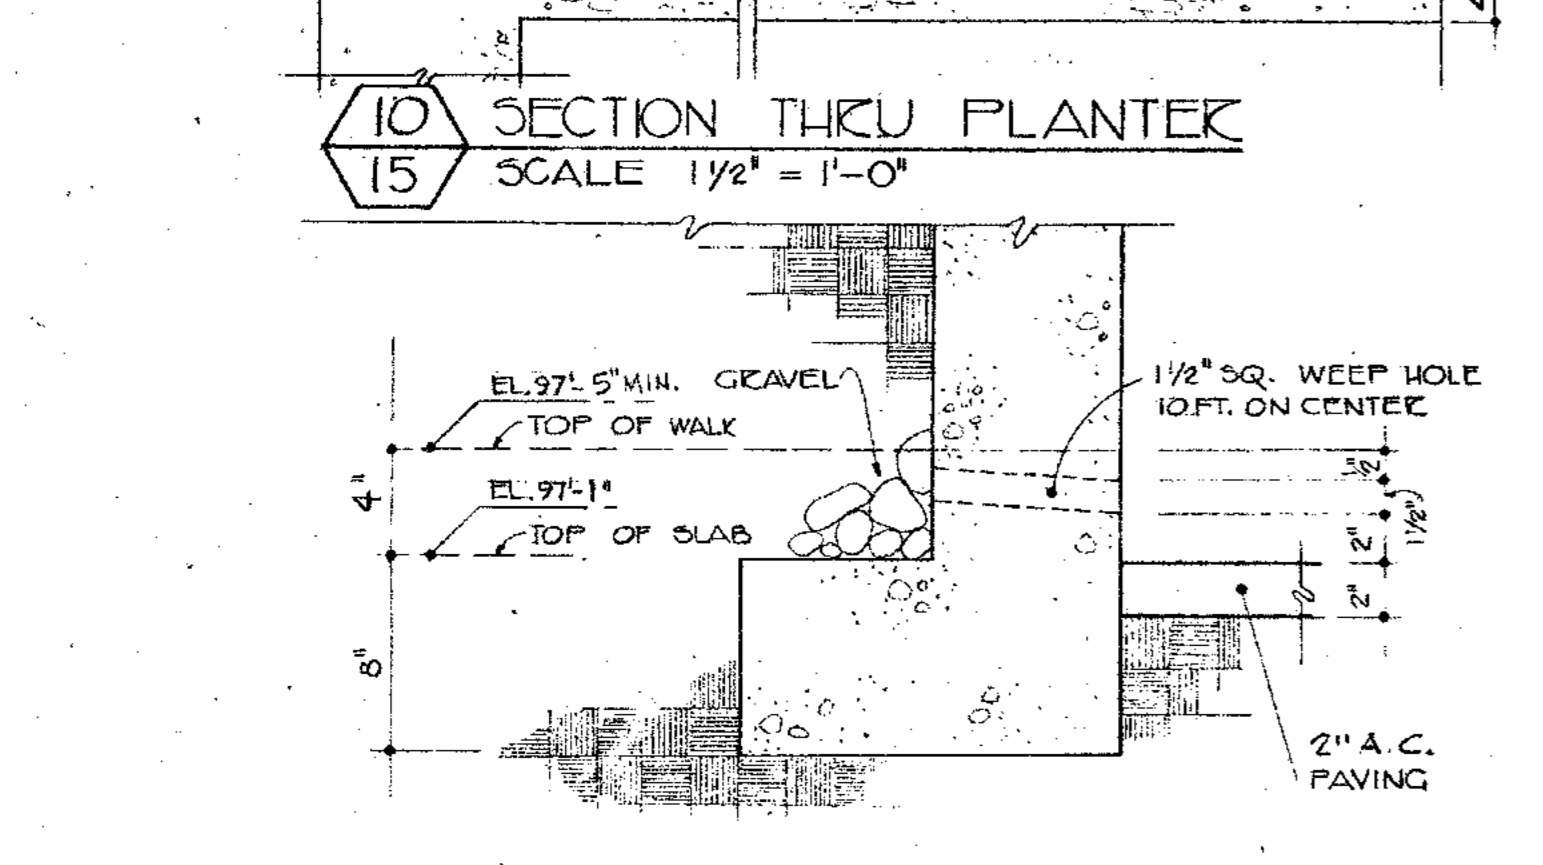 10 SECTION THRU PLANTER
15 SCALE 1 1/2" = 1'-0"
EL. 97'- 5" MIN. GRAVEL
TOP OF WALK
1 1/2" SQ. WEEP HOLE
10 FT. ON CENTER
4"
EL. 97'-1"
TOP OF SLAB
1/2"
1 1/2"
2"
2"
8"
2" A.C.
PAVING